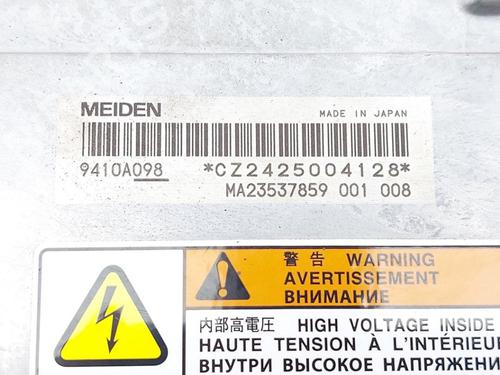 MEIDEN MADE IN JAPAN
9410A098 *CZ2425004128*
MA23537859 001 008
警告 WARNING
AVERTISSEMENT
ВНИМАНИЕ
内部高電圧 HIGH VOLTAGE INSIDE
HAUTE TENSION À L'INTÉRIEU
ВНУТРИ ВЫСОКОЕ НАПРЯЖЕНИ